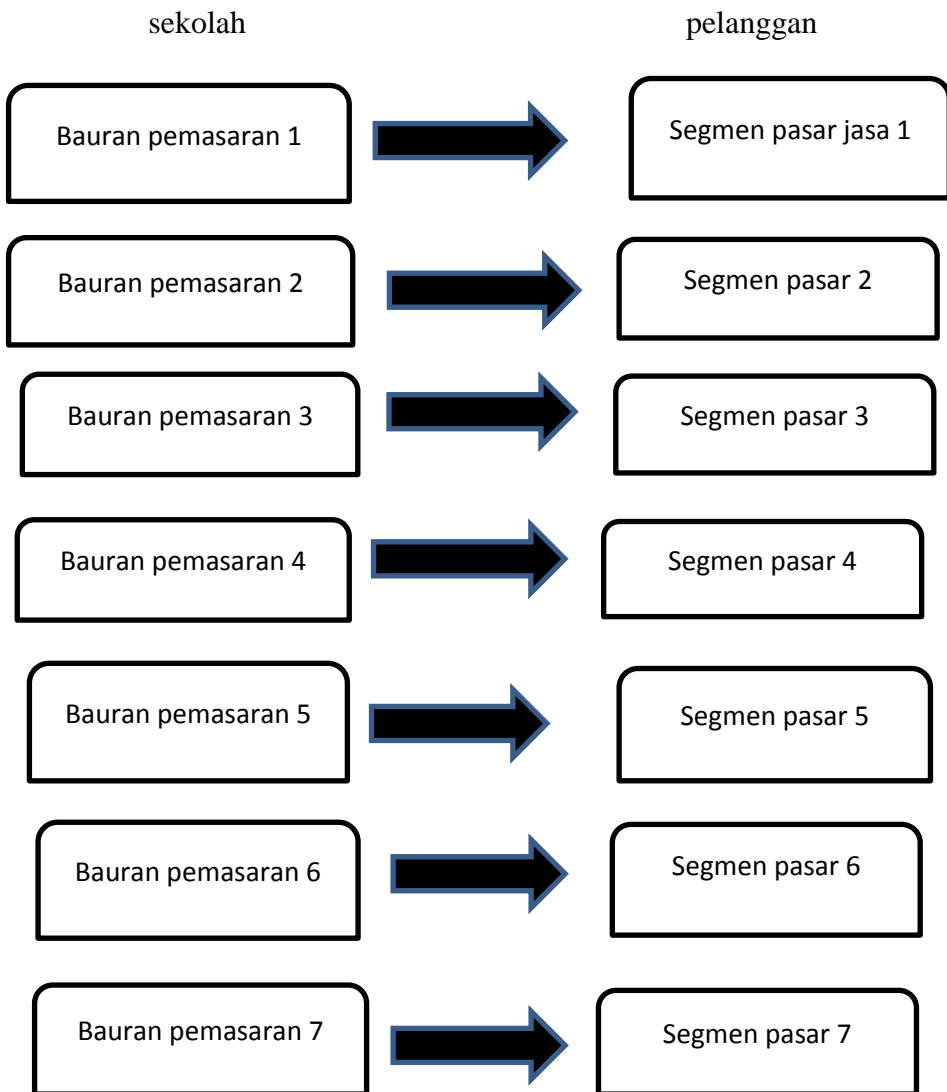 sekolah pelanggan
Bauran pemasaran 1 Segmen pasar jasa 1
Bauran pemasaran 2 Segmen pasar 2
Bauran pemasaran 3 Segmen pasar 3
Bauran pemasaran 4 Segmen pasar 4
Bauran pemasaran 5 Segmen pasar 5
Bauran pemasaran 6 Segmen pasar 6
Bauran pemasaran 7 Segmen pasar 7